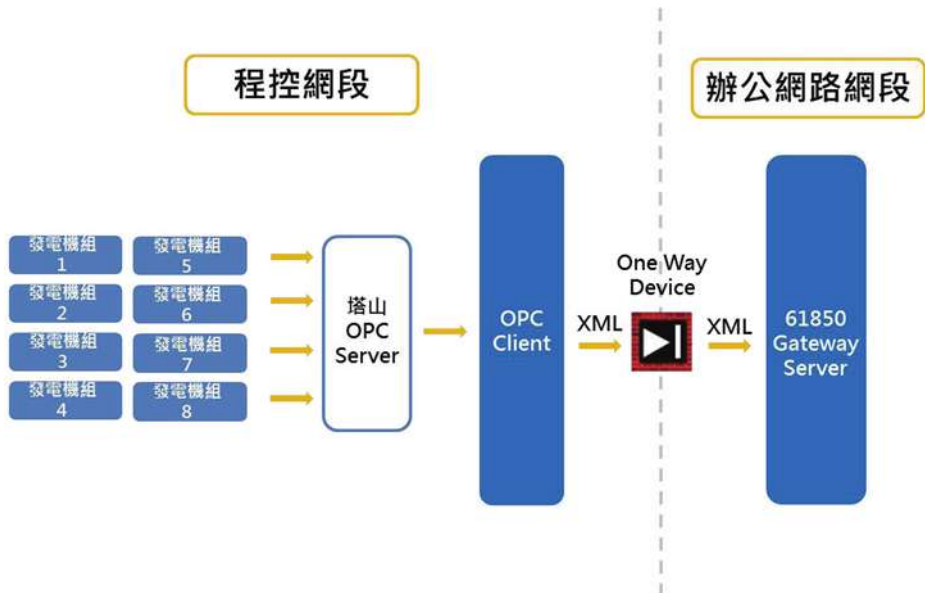 程控網段
辦公網路網段
發電機組
1
發電機組
5
發電機組
2
發電機組
6
發電機組
3
發電機組
7
發電機組
4
發電機組
8
塔山
OPC
Server
OPC
Client
XML
One Way
Device
XML
61850
Gateway
Server